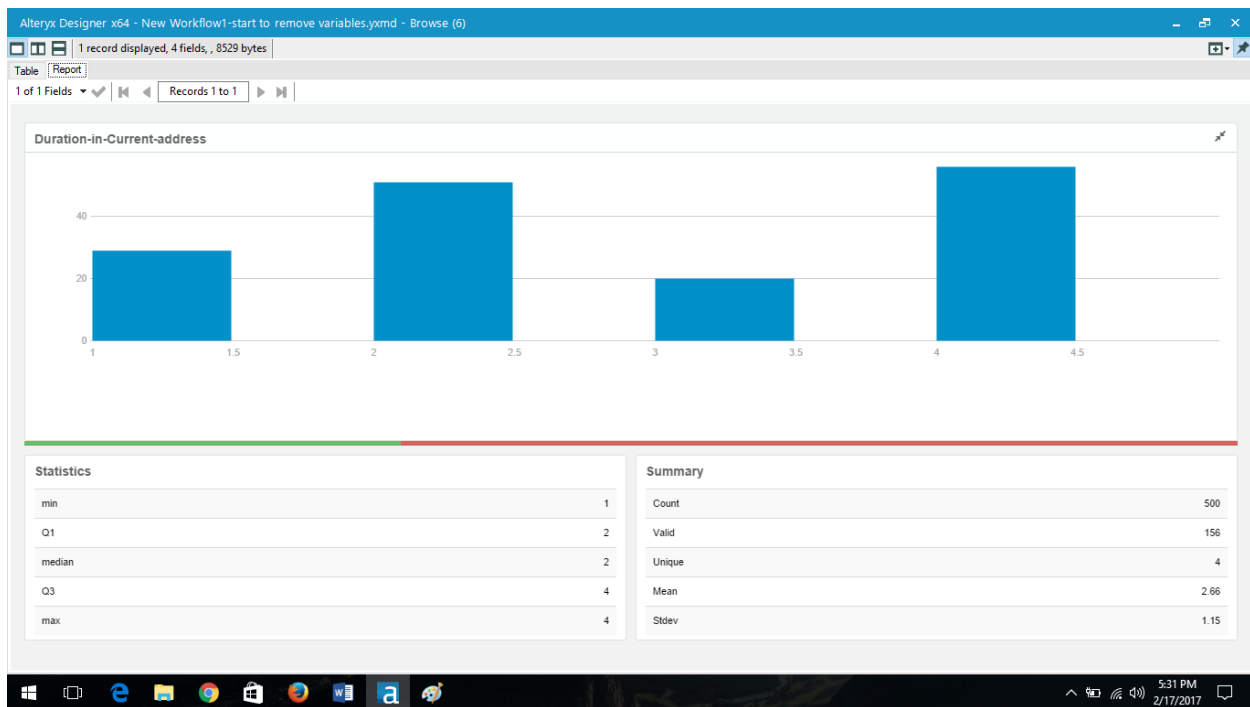 Alteryx Designer x64 - New Workflow1-start to remove variables.yxmd - Browse (6)
1 record displayed, 4 fields, , 8529 bytes
Table Report
1 of 1 Fields Records 1 to 1
Duration-in-Current-address
40
20
0
1 1.5 2 2.5 3 3.5 4 4.5
Statistics
min 1
Q1 2
median 2
Q3 4
max 4
Summary
Count 500
Valid 156
Unique 4
Mean 2.66
Stdev 1.15
5:31 PM
2/17/2017